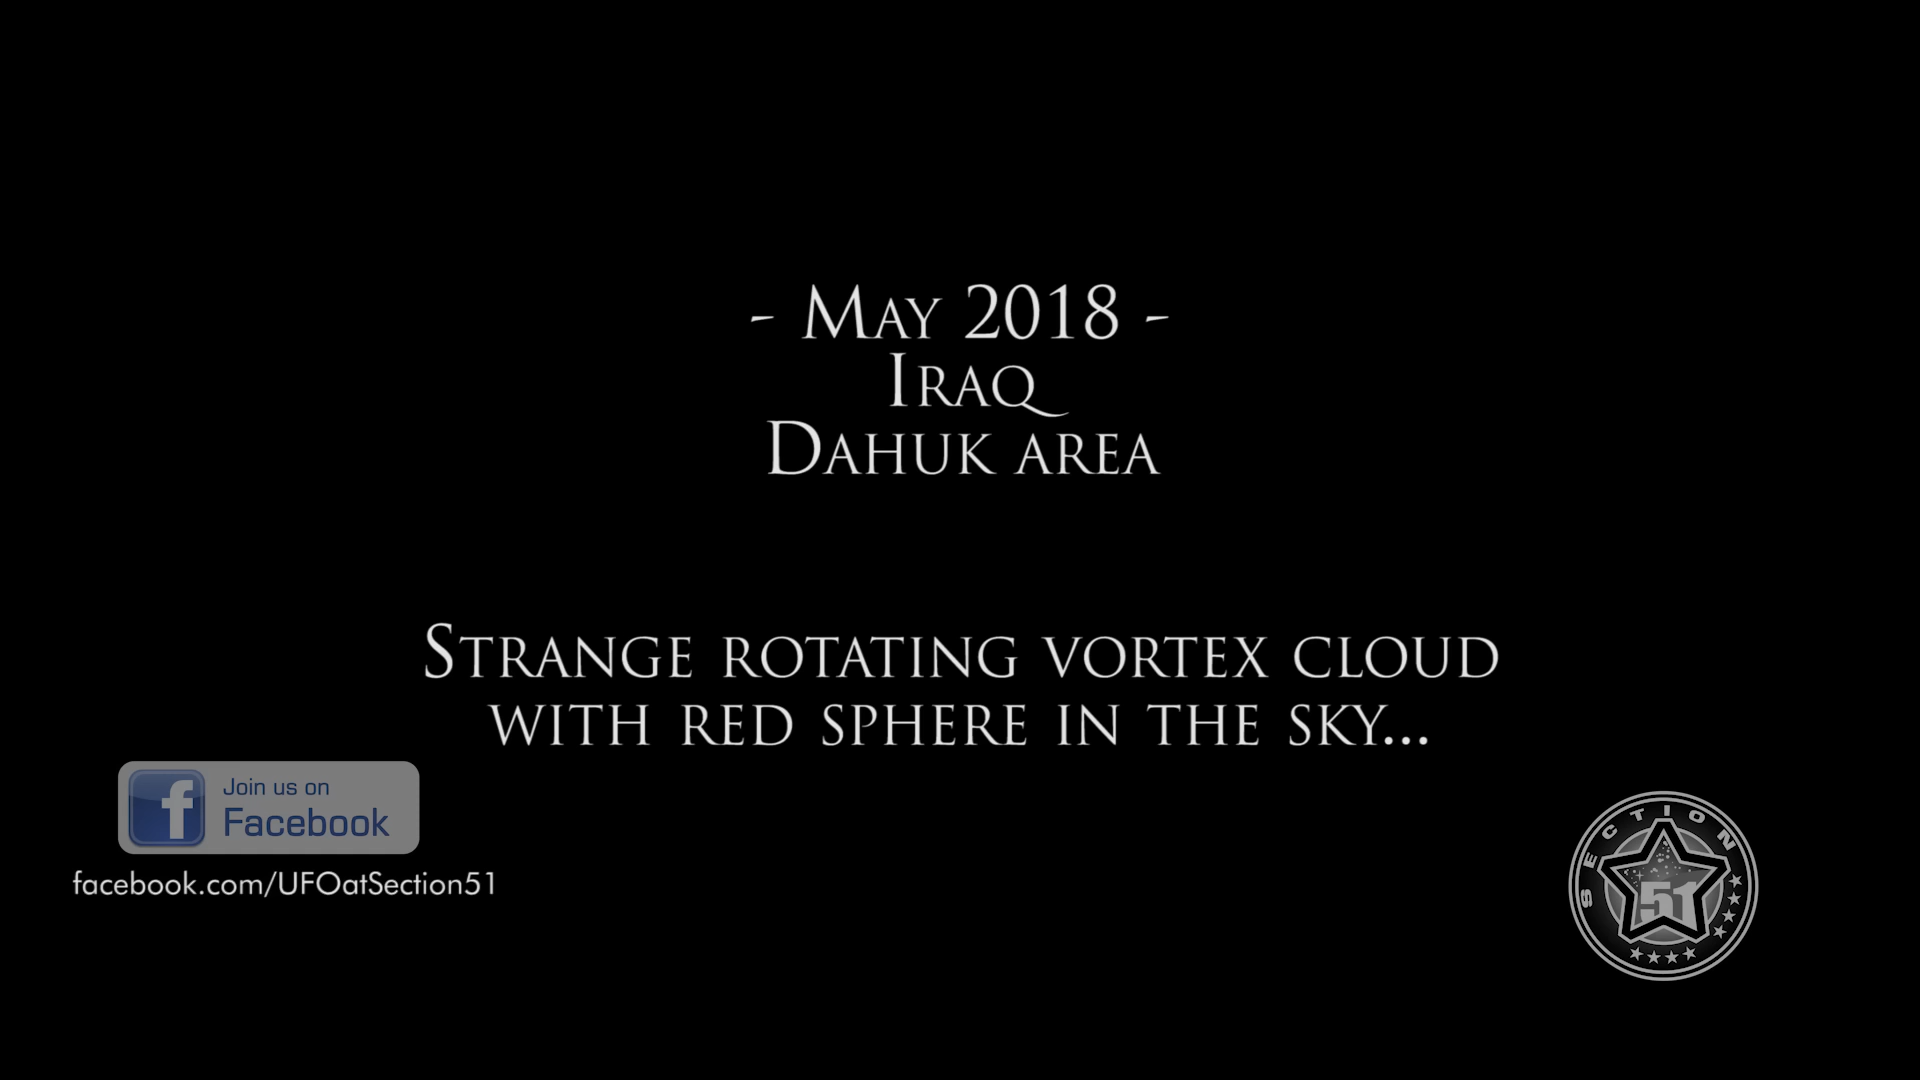 - May 2018 -
Iraq
Dahuk area
Strange rotating vortex cloud
with red sphere in the sky...
Join us on
Facebook
facebook.com/UFOatSection51
SECTION
51